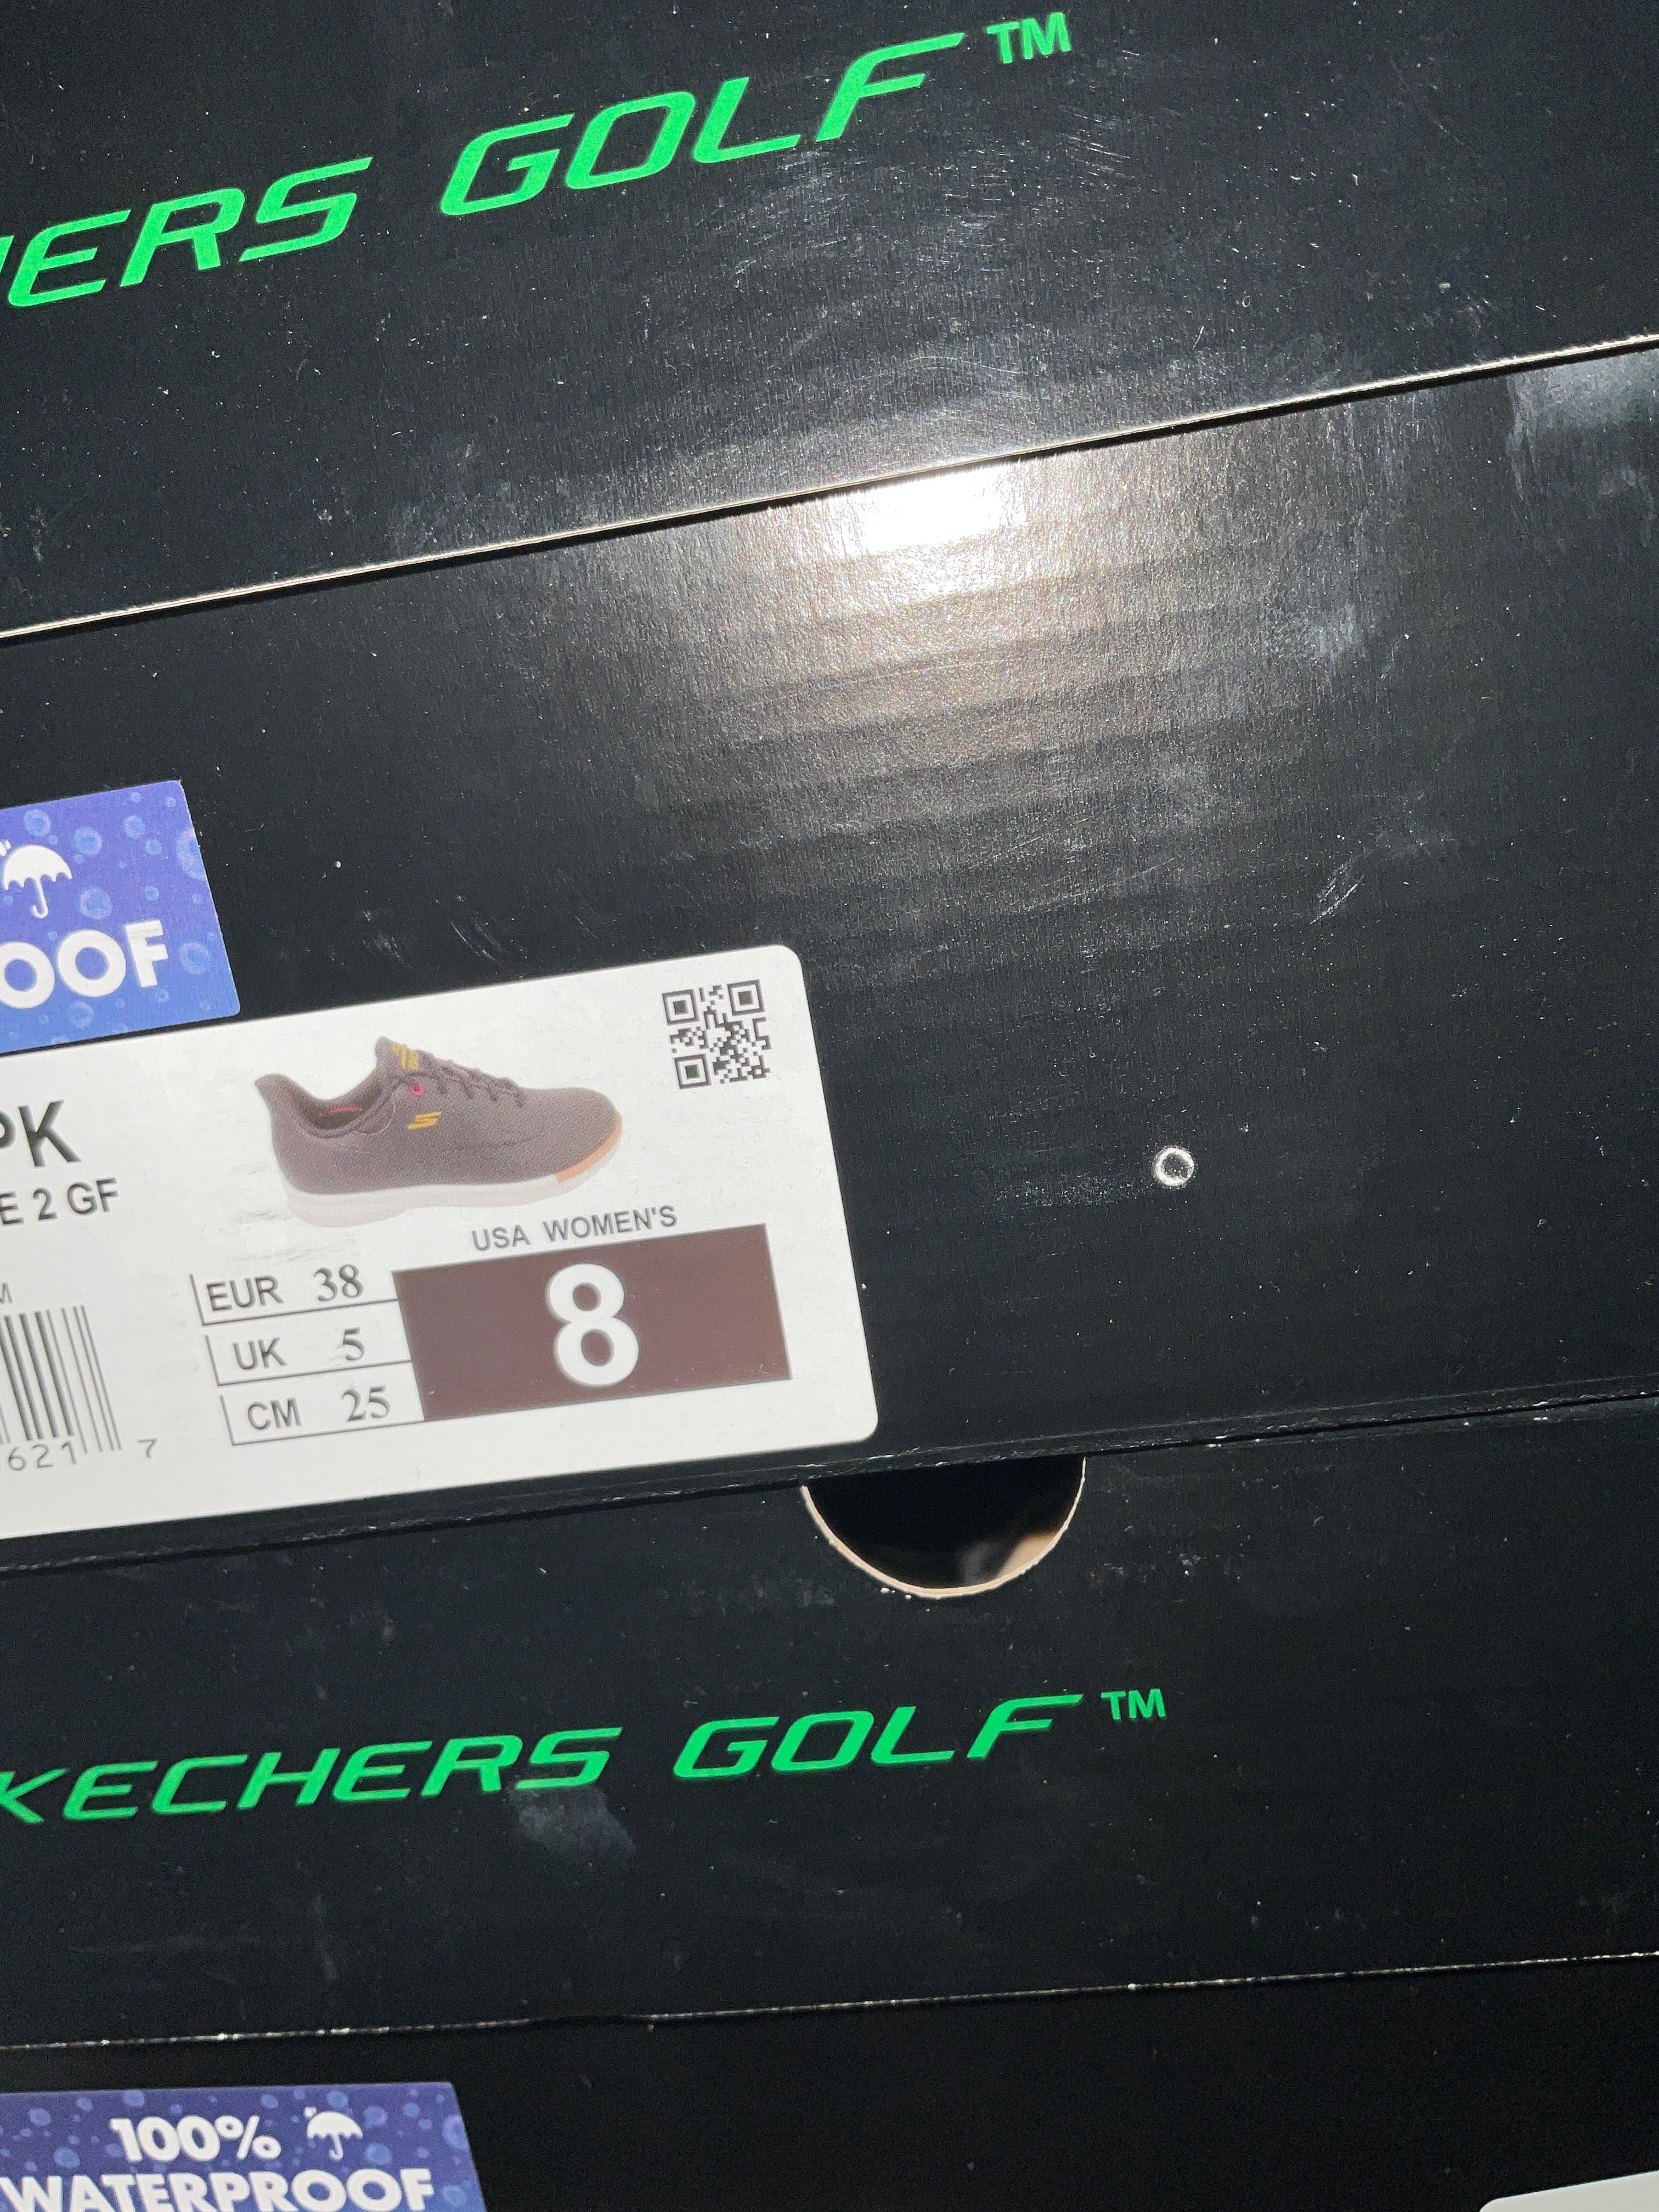 HERS GOLF™
OOF
PK
E 2 GF
M
USA WOMEN'S
EUR 38
8
UK 5
CM 25
621 7
KECHERS GOLF™
100%
WATERPROOF